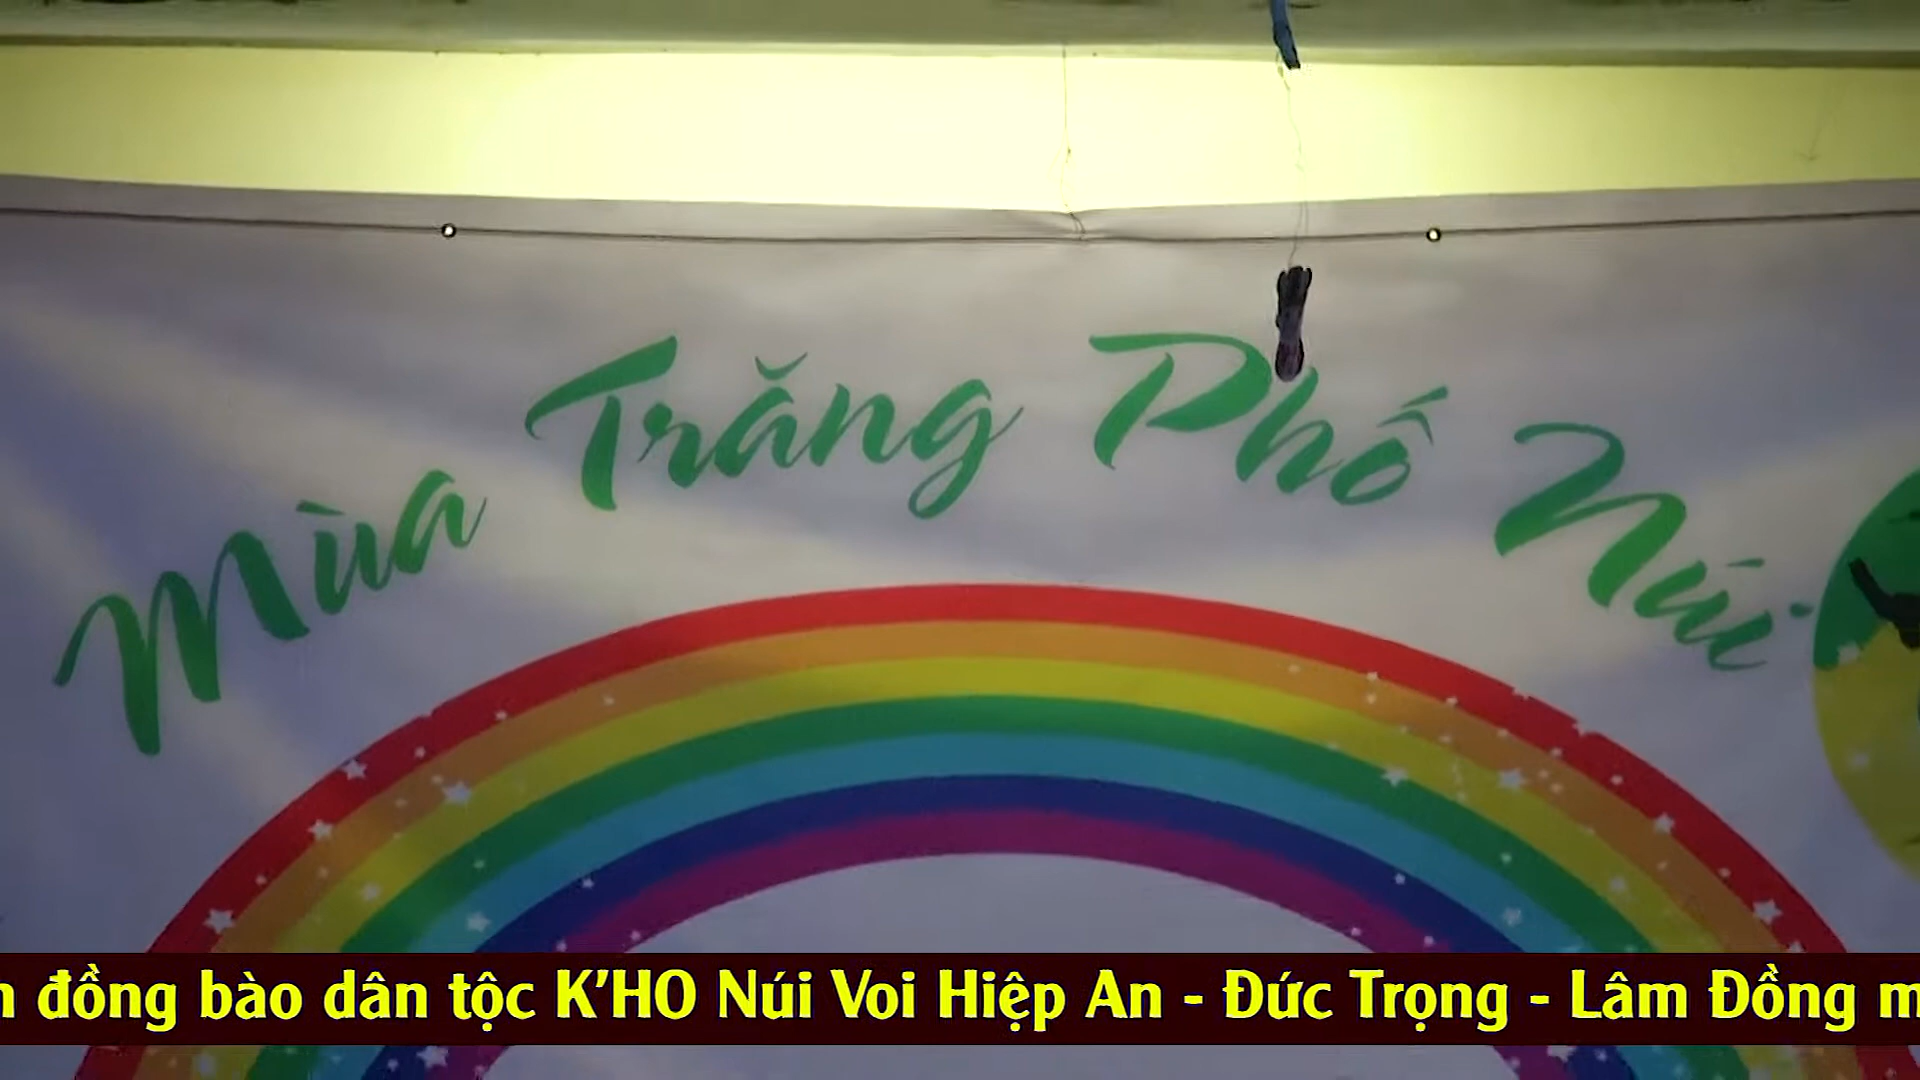 Mùa Trăng Phố Núi
đồng bào dân tộc K'HO Núi Voi Hiệp An - Đức Trọng - Lâm Đồng